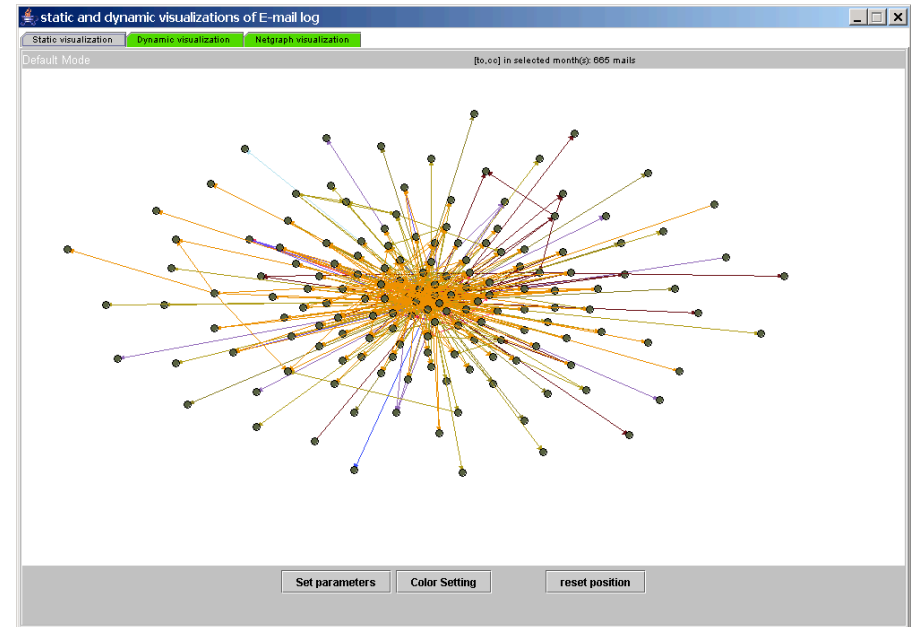 static and dynamic visualizations of E-mail log
Static visualization Dynamic visualization Netgraph visualization
Default Mode [to,cc] in selected month(s): 665 mails
Set parameters Color Setting reset position